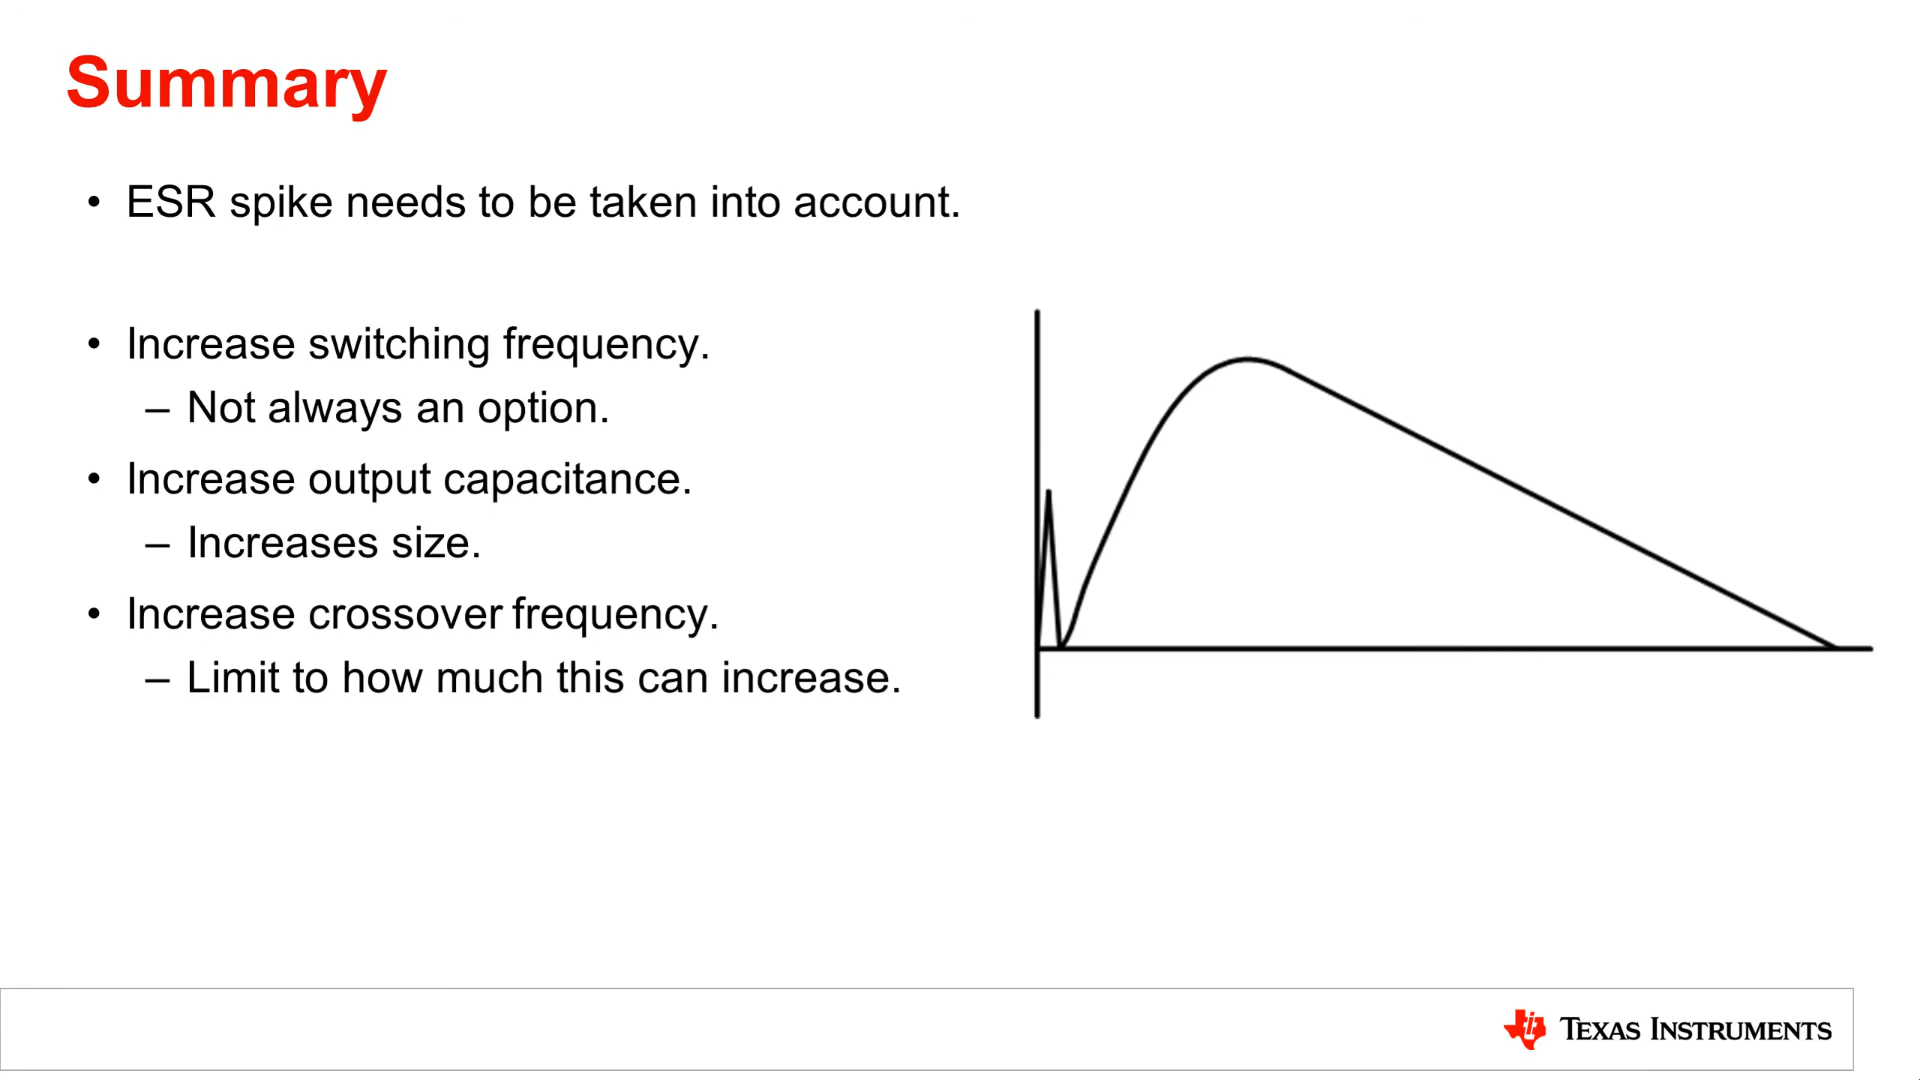 Summary
• ESR spike needs to be taken into account.
• Increase switching frequency.
– Not always an option.
• Increase output capacitance.
– Increases size.
• Increase crossover frequency.
– Limit to how much this can increase.
TEXAS INSTRUMENTS